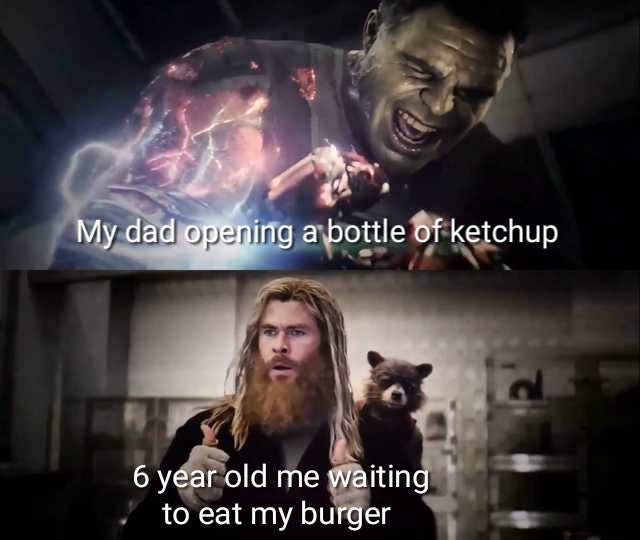 My dad opening a bottle of ketchup
6 year old me waiting
to eat my burger